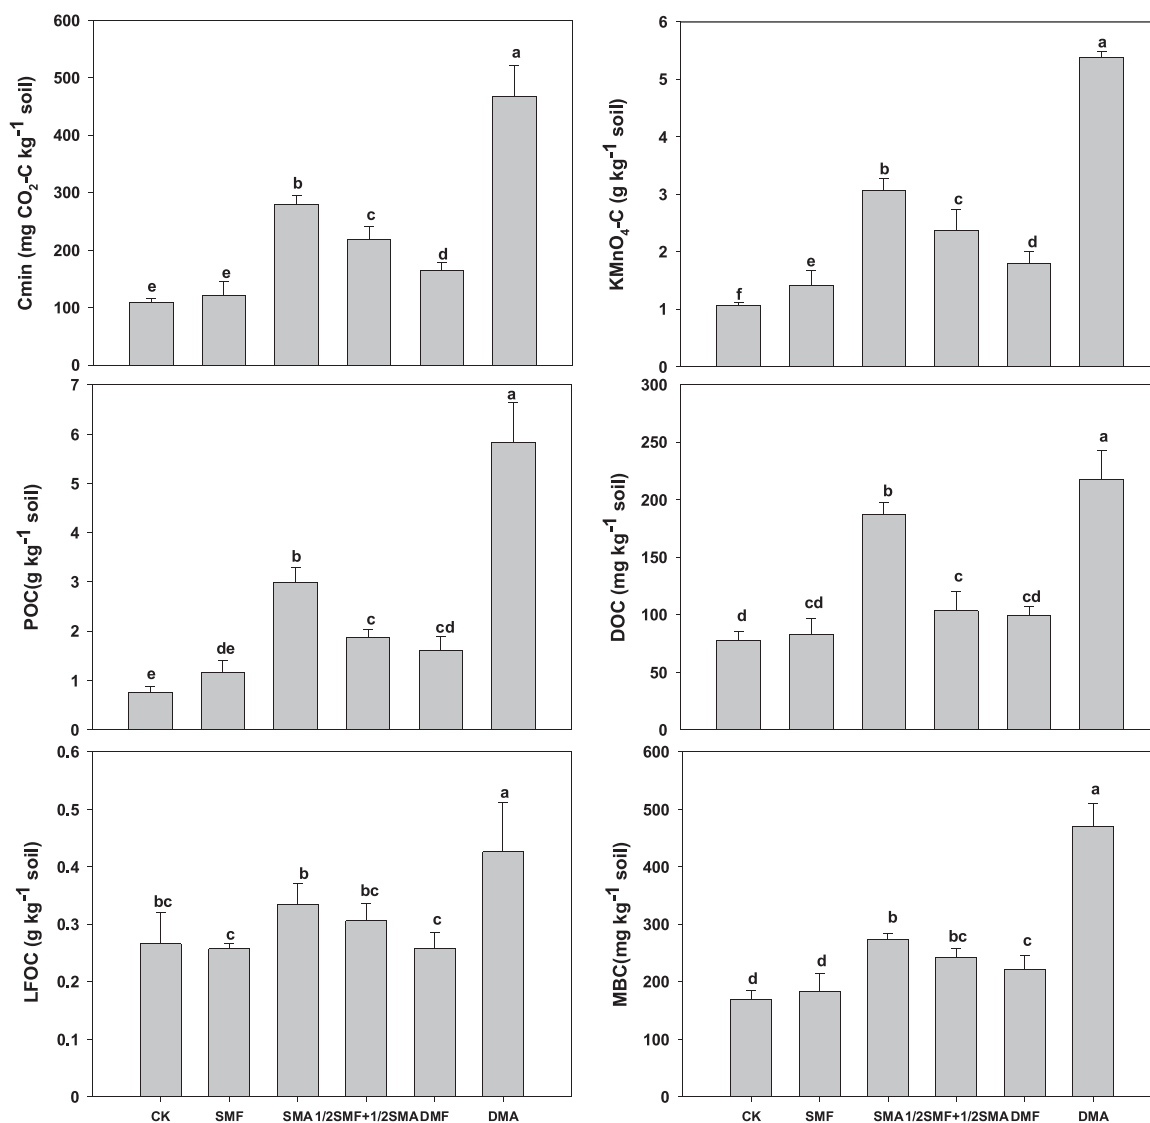 600
500
400
300
200
100
0
Cmin (mg CO₂-C kg⁻¹ soil)
e
e
b
c
d
a
6
5
4
3
2
1
0
KMnO₄-C (g kg⁻¹ soil)
f
e
b
c
d
a
7
6
5
4
3
2
1
0
POC(g kg⁻¹ soil)
e
de
b
c
cd
a
300
250
200
150
100
50
0
DOC (mg kg⁻¹ soil)
d
cd
b
c
cd
a
0.6
0.5
0.4
0.3
0.2
0.1
0
LFOC (g kg⁻¹ soil)
bc
c
b
bc
c
a
CK SMF SMA 1/2SMF+1/2SMA DMF DMA
600
500
400
300
200
100
0
MBC(mg kg⁻¹ soil)
d
d
b
bc
c
a
CK SMF SMA 1/2SMF+1/2SMA DMF DMA